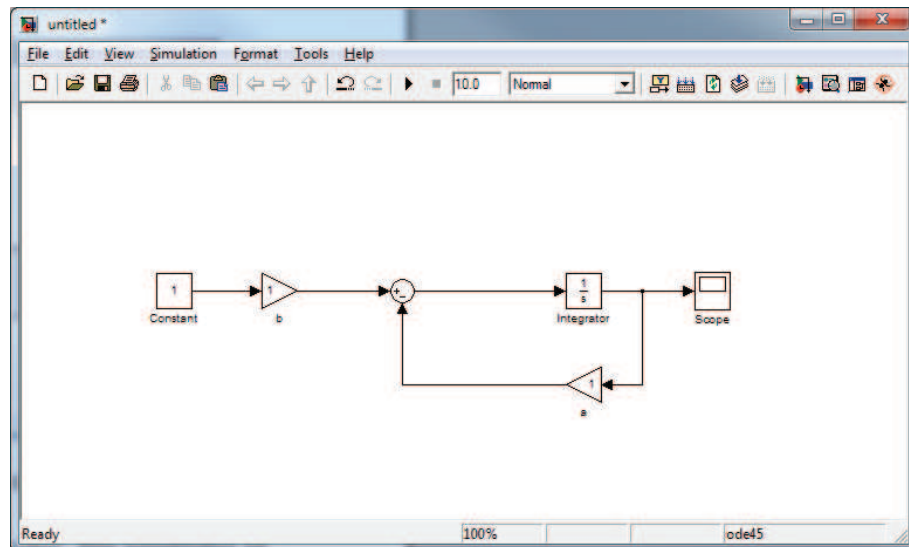 untitled *
File Edit View Simulation Format Tools Help
10.0 Normal
1 1 +- 1/s
Constant b Integrator Scope
1
a
Ready 100% ode45